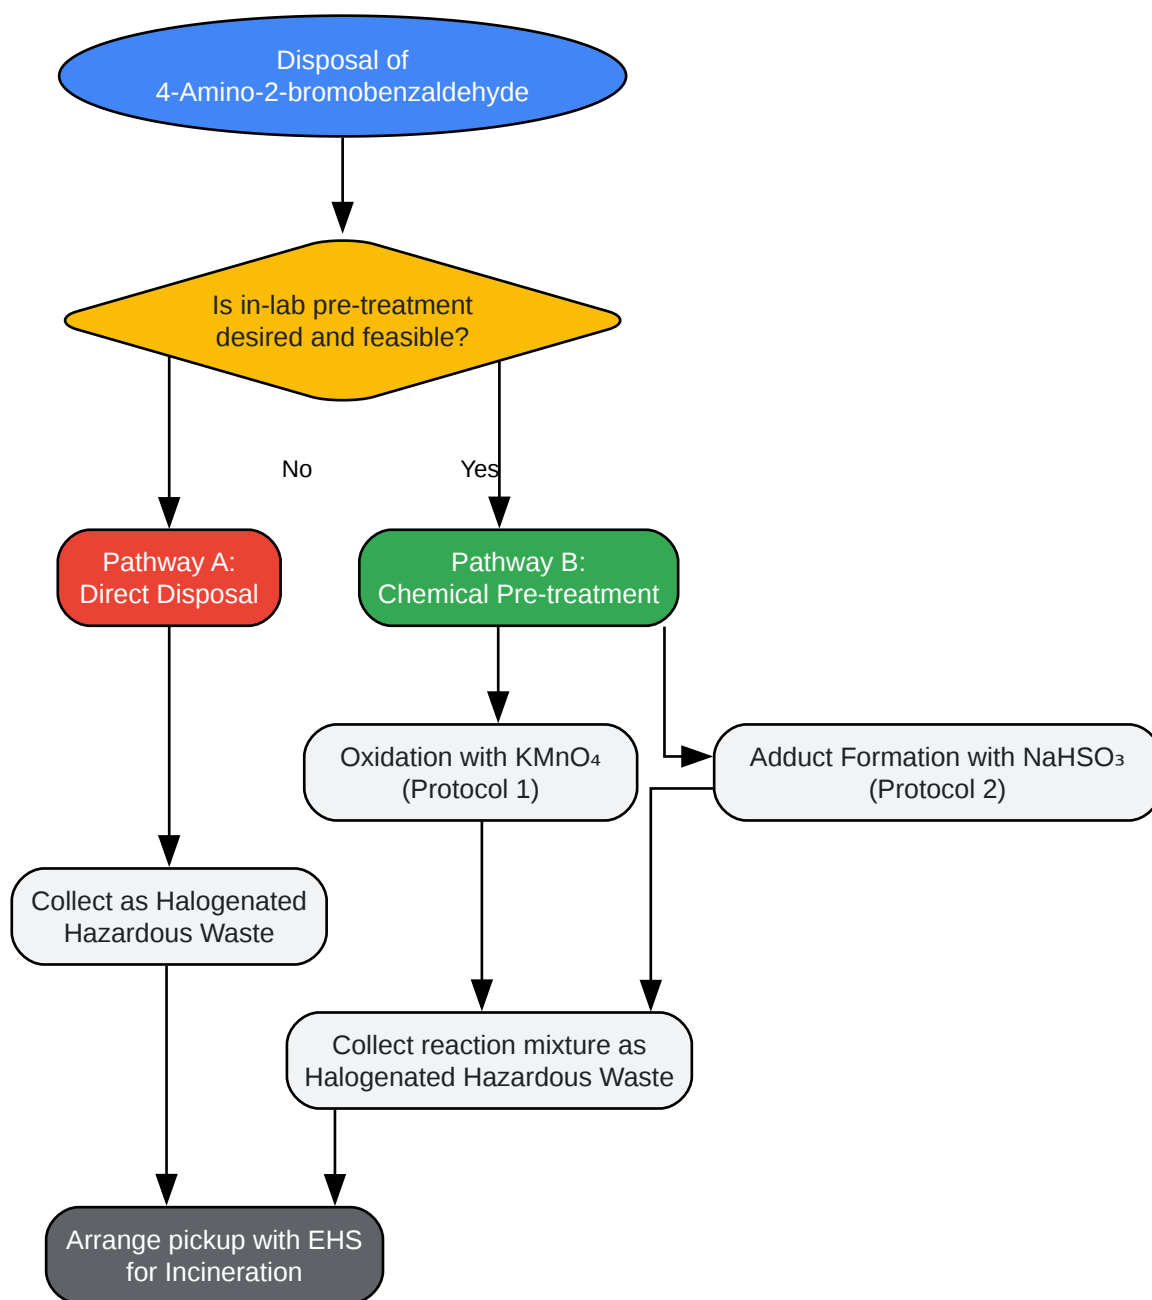 Disposal of
4-Amino-2-bromobenzaldehyde
Is in-lab pre-treatment
desired and feasible?
No
Yes
Pathway A:
Direct Disposal
Pathway B:
Chemical Pre-treatment
Oxidation with KMnO₄
(Protocol 1)
Adduct Formation with NaHSO₃
(Protocol 2)
Collect as Halogenated
Hazardous Waste
Collect reaction mixture as
Halogenated Hazardous Waste
Arrange pickup with EHS
for Incineration